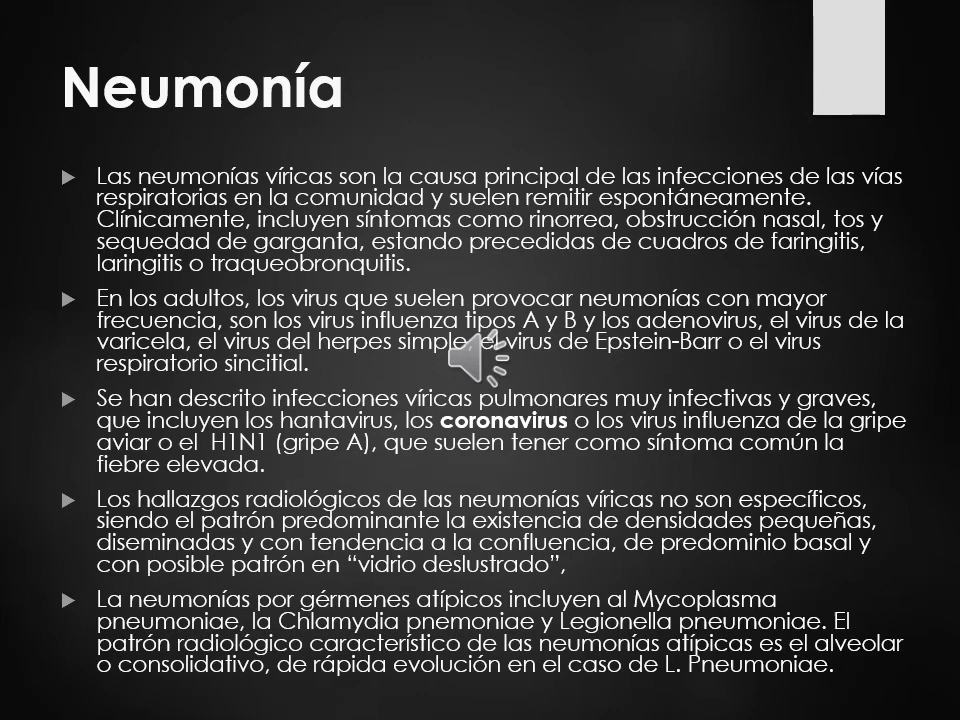 Neumonía
Las neumonías víricas son la causa principal de las infecciones de las vías
respiratorias en la comunidad y suelen remitir espontáneamente.
Clínicamente, incluyen síntomas como rinorrea, obstrucción nasal, tos y
sequedad de garganta, estando precedidas de cuadros de faringitis,
laringitis o traqueobronquitis.
En los adultos, los virus que suelen provocar neumonías con mayor
frecuencia, son los virus influenza tipos A y B y los adenovirus, el virus de la
varicela, el virus del herpes simple, el virus de Epstein-Barr o el virus
respiratorio sincitial.
Se han descrito infecciones víricas pulmonares muy infectivas y graves,
que incluyen los hantavirus, los coronavirus o los virus influenza de la gripe
aviar o el H1N1 (gripe A), que suelen tener como síntoma común la
fiebre elevada.
Los hallazgos radiológicos de las neumonías víricas no son específicos,
siendo el patrón predominante la existencia de densidades pequeñas,
diseminadas y con tendencia a la confluencia, de predominio basal y
con posible patrón en “vidrio deslustrado”,
La neumonías por gérmenes atípicos incluyen al Mycoplasma
pneumoniae, la Chlamydia pnemoniae y Legionella pneumoniae. El
patrón radiológico característico de las neumonías atípicas es el alveolar
o consolidativo, de rápida evolución en el caso de L. Pneumoniae.